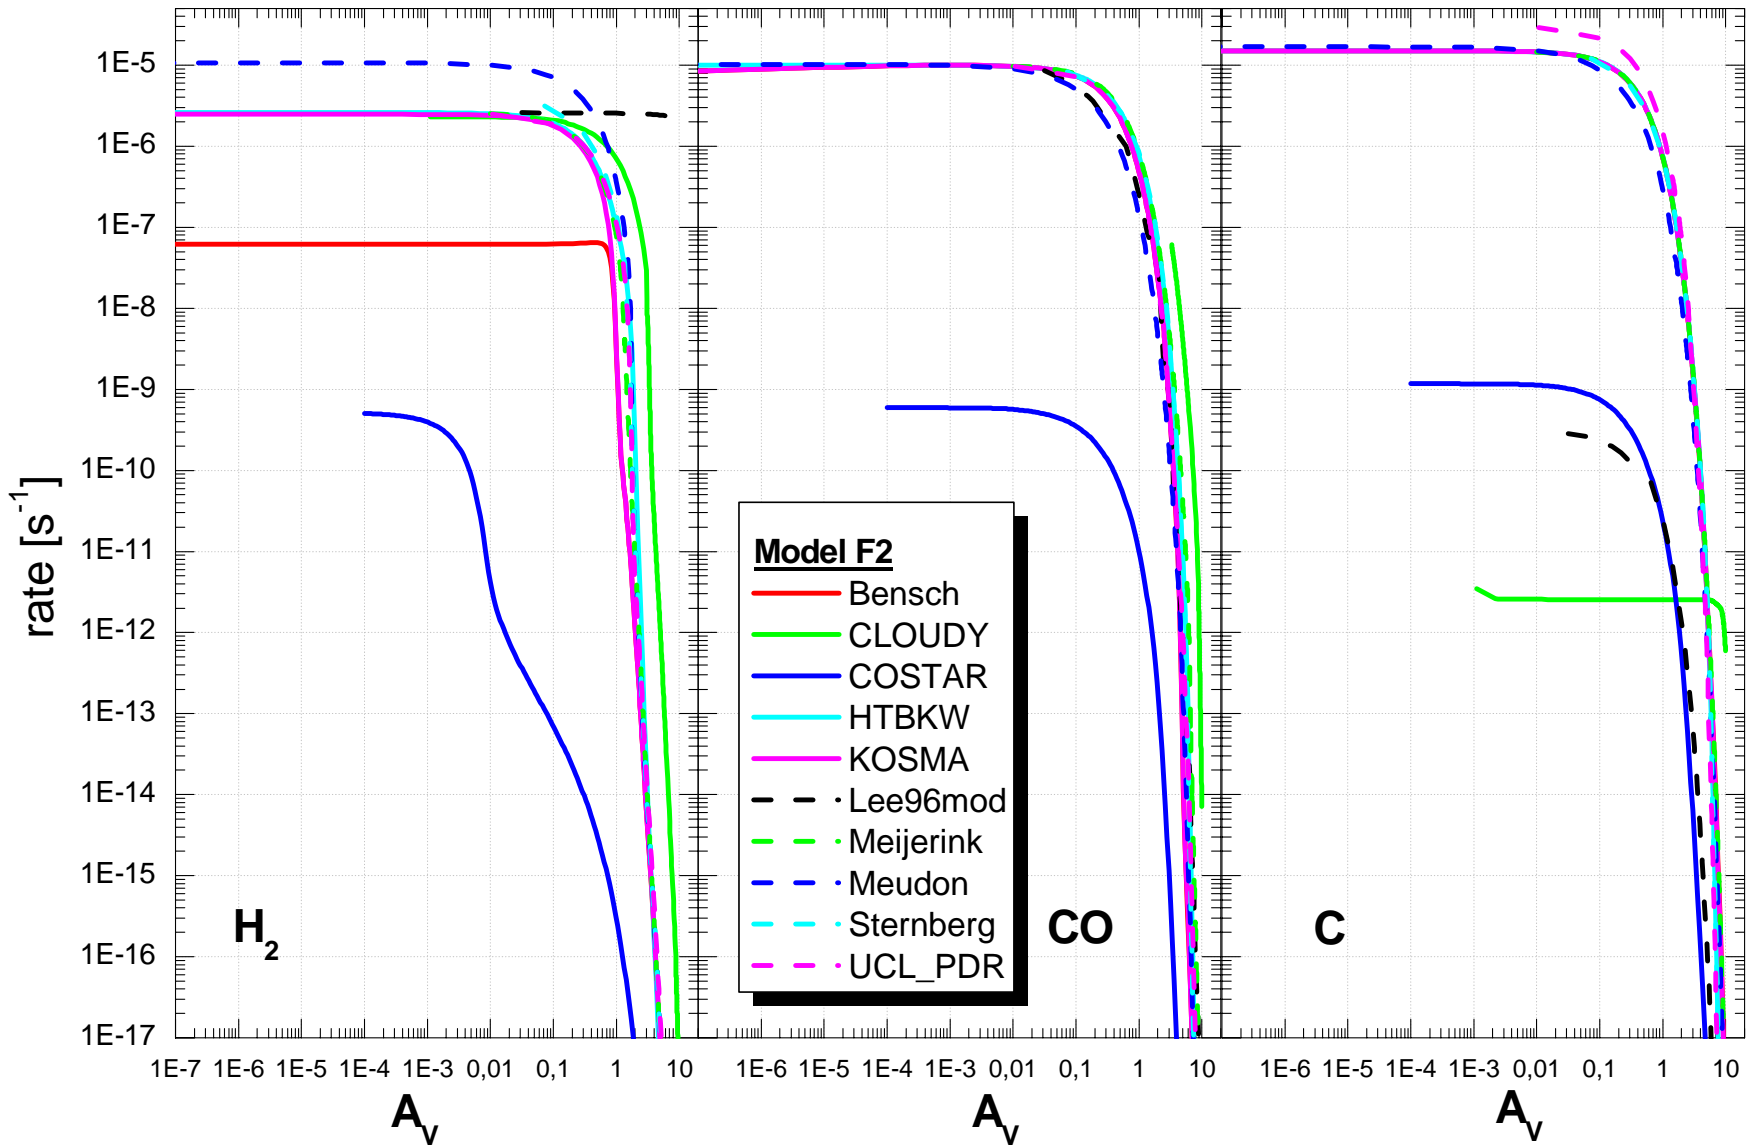 1E-5
1E-6
1E-7
1E-8
1E-9
1E-10
1E-11
1E-12
1E-13
1E-14
1E-15
1E-16
1E-17
rate [s⁻¹]
H₂
CO
C
Model F2
Bensch
CLOUDY
COSTAR
HTBKW
KOSMA
Lee96mod
Meijerink
Meudon
Sternberg
UCL_PDR
1E-7 1E-6 1E-5 1E-4 1E-3 0,01 0,1 1 10 1E-6 1E-5 1E-4 1E-3 0,01 0,1 1 10 1E-6 1E-5 1E-4 1E-3 0,01 0,1 1 10
A_V A_V A_V